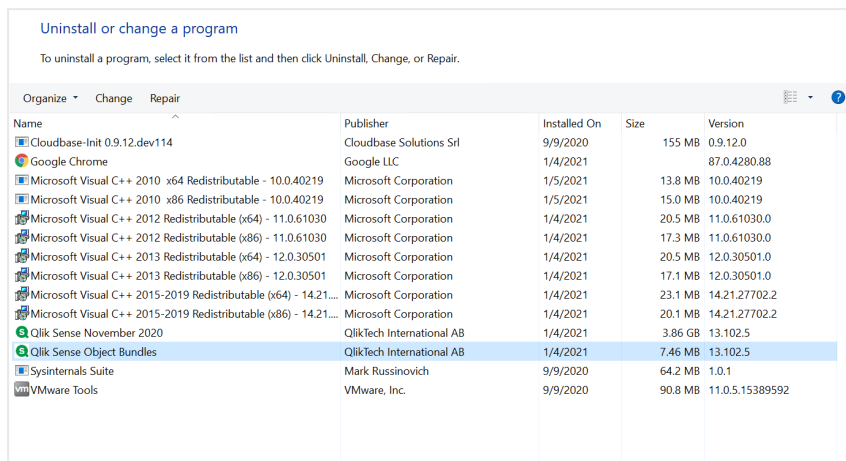 Uninstall or change a program
To uninstall a program, select it from the list and then click Uninstall, Change, or Repair.
Organize Change Repair ?
Name Publisher Installed On Size Version
Cloudbase-Init 0.9.12.dev114 Cloudbase Solutions Srl 9/9/2020 155 MB 0.9.12.0
Google Chrome Google LLC 1/4/2021 87.0.4280.88
Microsoft Visual C++ 2010 x64 Redistributable - 10.0.40219 Microsoft Corporation 1/5/2021 13.8 MB 10.0.40219
Microsoft Visual C++ 2010 x86 Redistributable - 10.0.40219 Microsoft Corporation 1/5/2021 15.0 MB 10.0.40219
Microsoft Visual C++ 2012 Redistributable (x64) - 11.0.61030 Microsoft Corporation 1/4/2021 20.5 MB 11.0.61030.0
Microsoft Visual C++ 2012 Redistributable (x86) - 11.0.61030 Microsoft Corporation 1/4/2021 17.3 MB 11.0.61030.0
Microsoft Visual C++ 2013 Redistributable (x64) - 12.0.30501 Microsoft Corporation 1/4/2021 20.5 MB 12.0.30501.0
Microsoft Visual C++ 2013 Redistributable (x86) - 12.0.30501 Microsoft Corporation 1/4/2021 17.1 MB 12.0.30501.0
Microsoft Visual C++ 2015-2019 Redistributable (x64) - 14.21.... Microsoft Corporation 1/4/2021 23.1 MB 14.21.27702.2
Microsoft Visual C++ 2015-2019 Redistributable (x86) - 14.21.... Microsoft Corporation 1/4/2021 20.1 MB 14.21.27702.2
Qlik Sense November 2020 QlikTech International AB 1/4/2021 3.86 GB 13.102.5
Qlik Sense Object Bundles QlikTech International AB 1/4/2021 7.46 MB 13.102.5
Sysinternals Suite Mark Russinovich 9/9/2020 64.2 MB 1.0.1
vm VMware Tools VMware, Inc. 9/9/2020 90.8 MB 11.0.5.15389592